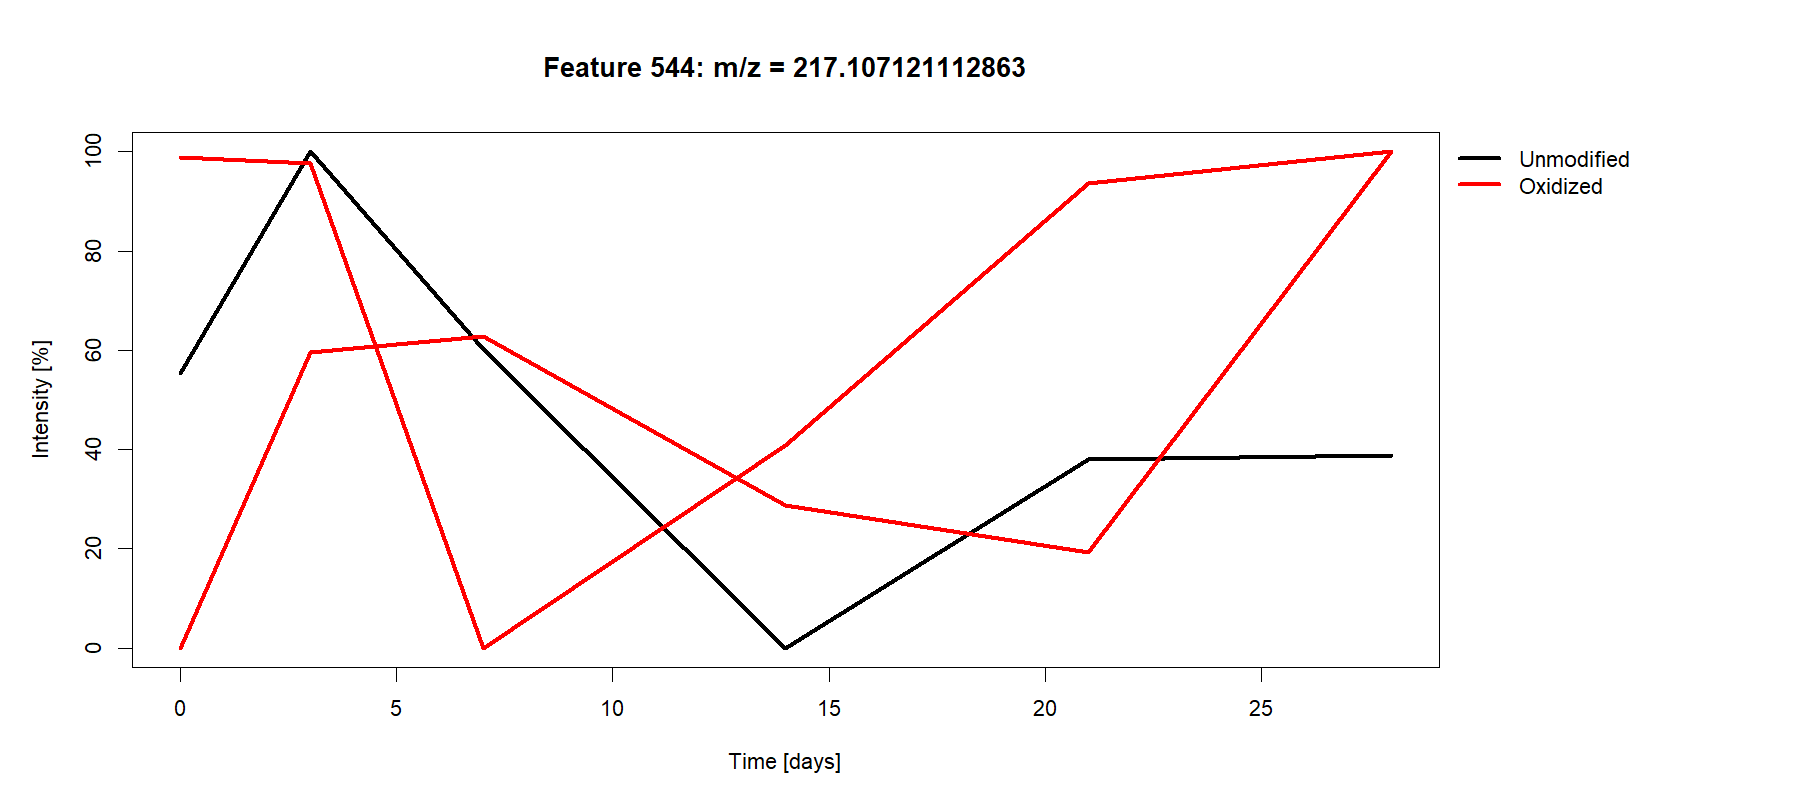 Feature 544: m/z = 217.107121112863
Unmodified
Oxidized
Intensity [%]
100
80
60
40
20
0
0 5 10 15 20 25
Time [days]